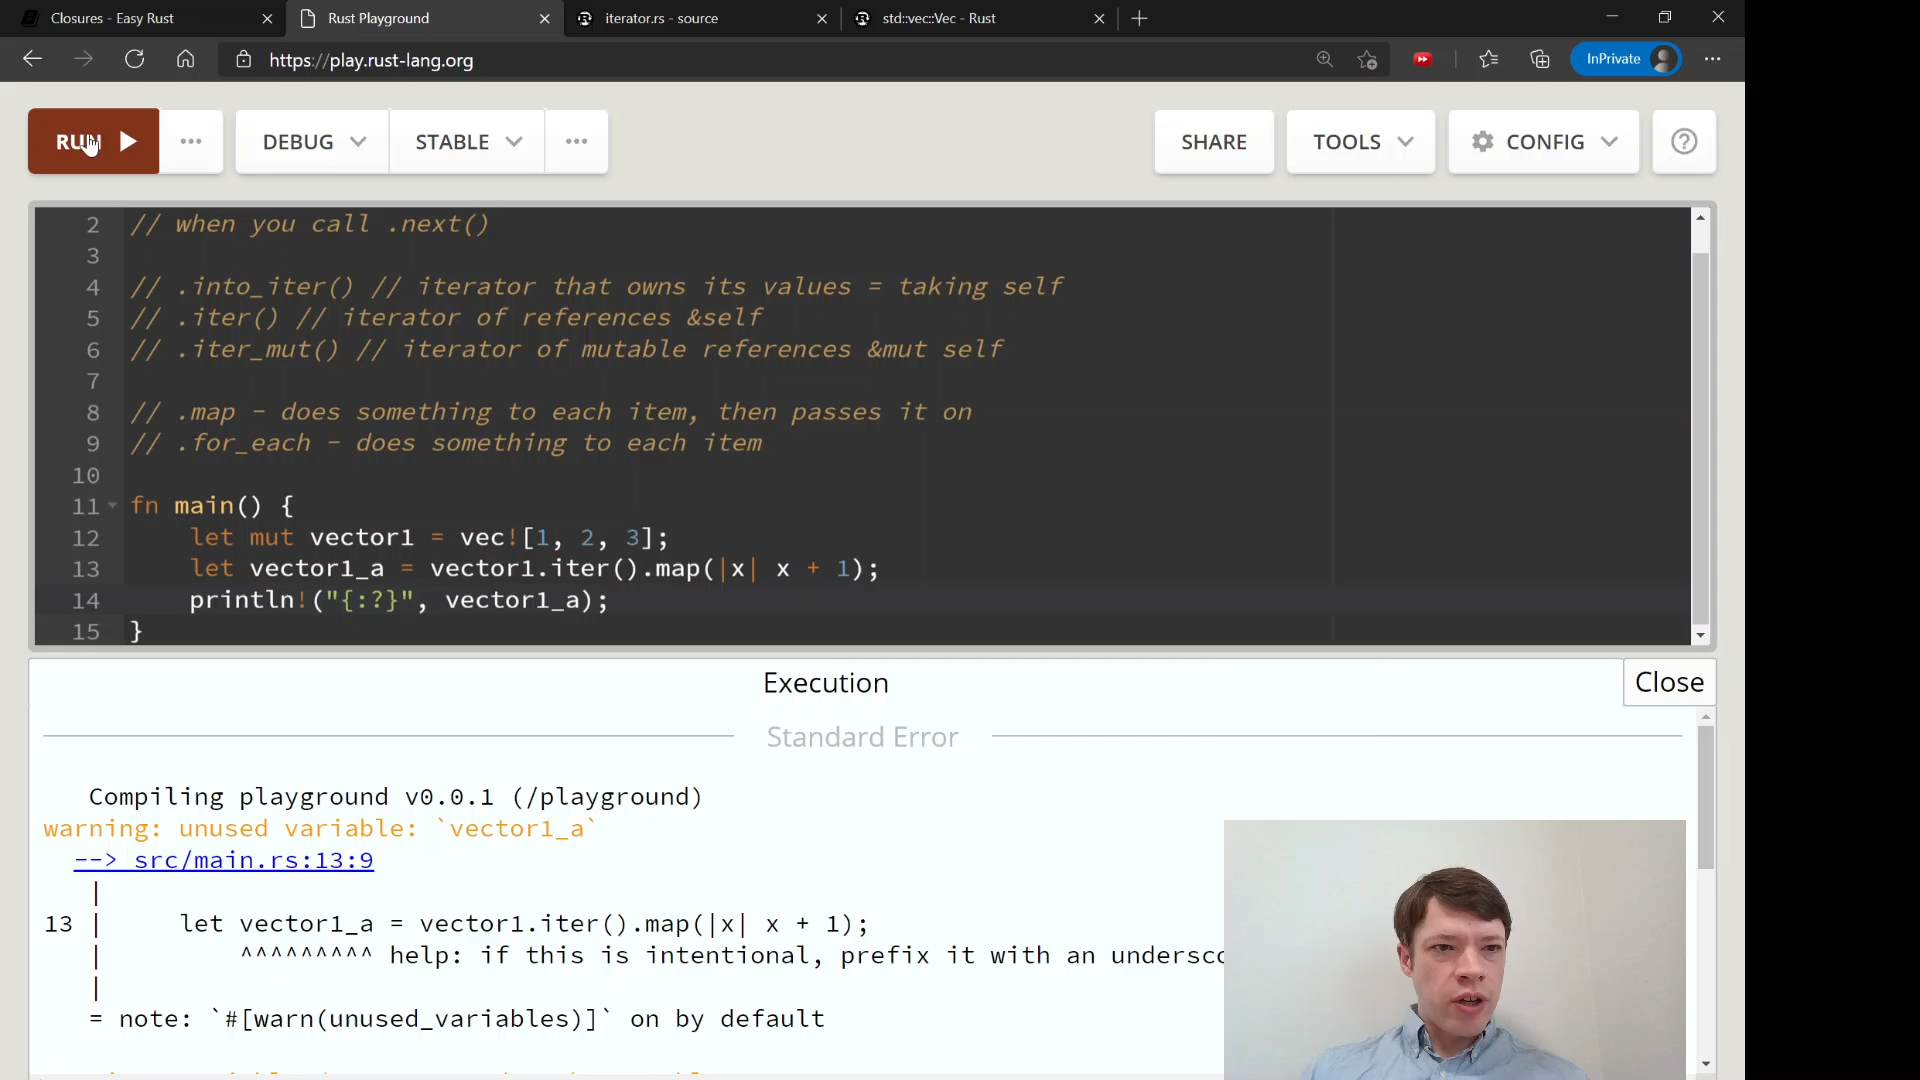 Closures - Easy Rust
Rust Playground
iterator.rs - source
std::vec::Vec - Rust
https://play.rust-lang.org
InPrivate
RUN
DEBUG
STABLE
SHARE
TOOLS
CONFIG
2 // when you call .next()
3
4 // .into_iter() // iterator that owns its values = taking self
5 // .iter() // iterator of references &self
6 // .iter_mut() // iterator of mutable references &mut self
7
8 // .map - does something to each item, then passes it on
9 // .for_each - does something to each item
10
11 fn main() {
12 let mut vector1 = vec![1, 2, 3];
13 let vector1_a = vector1.iter().map(|x| x + 1);
14 println!("{:?}", vector1_a);
15 }
Execution
Close
Standard Error
Compiling playground v0.0.1 (/playground)
warning: unused variable: `vector1_a`
--> src/main.rs:13:9
|
13 | let vector1_a = vector1.iter().map(|x| x + 1);
| ^^^^^^^^^ help: if this is intentional, prefix it with an
|
= note: `#[warn(unused_variables)]` on by default